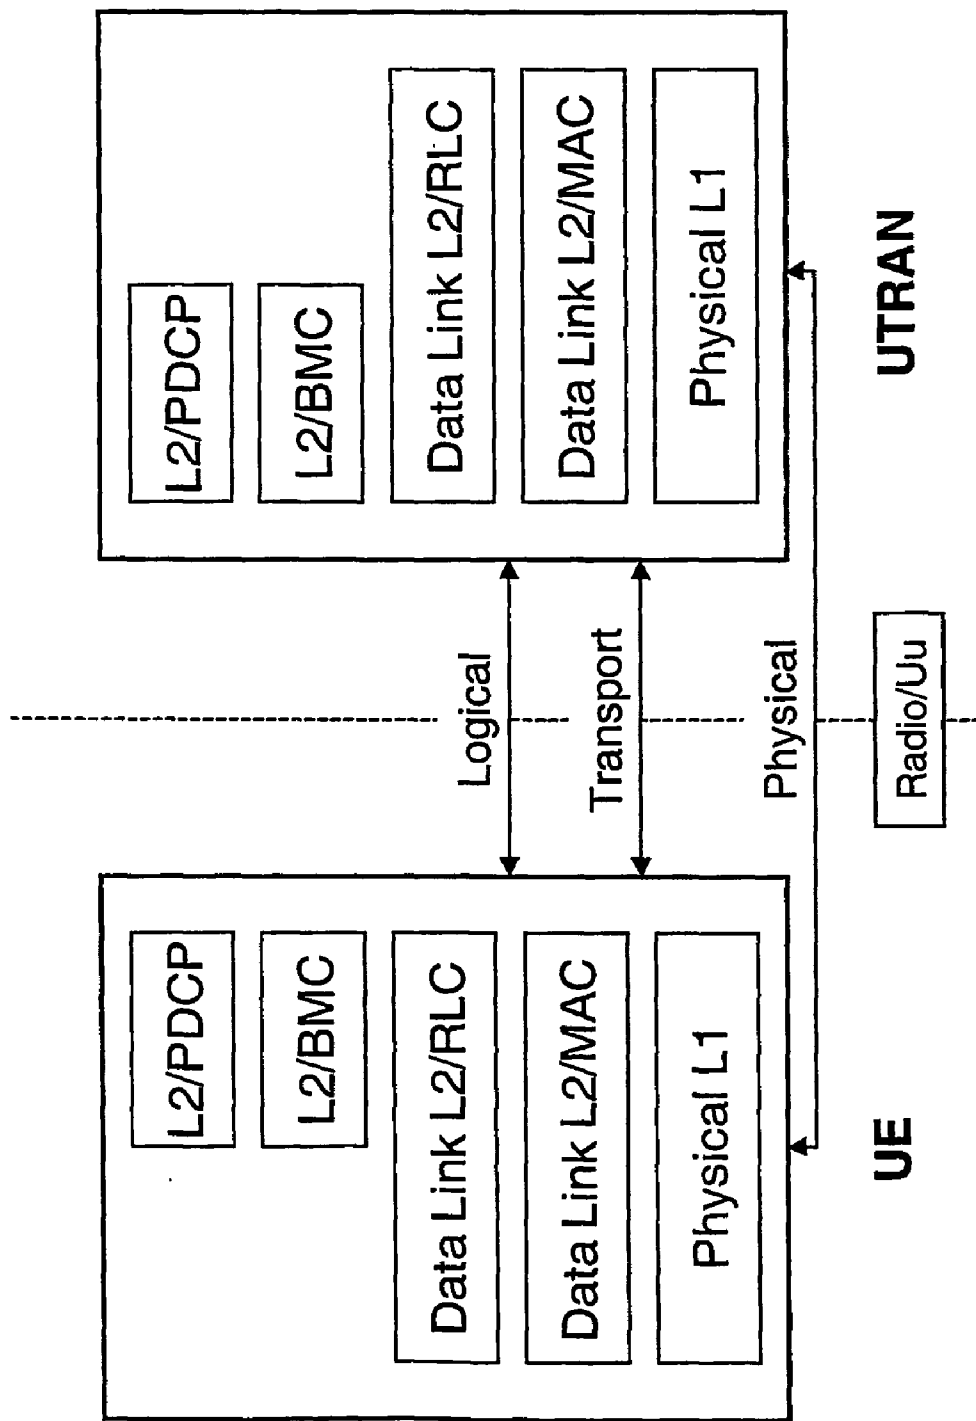 L2/PDCP
L2/BMC
Data Link L2/RLC
Data Link L2/MAC
Physical L1
UE
Logical
Transport
Physical
Radio/Uu
L2/PDCP
L2/BMC
Data Link L2/RLC
Data Link L2/MAC
Physical L1
UTRAN